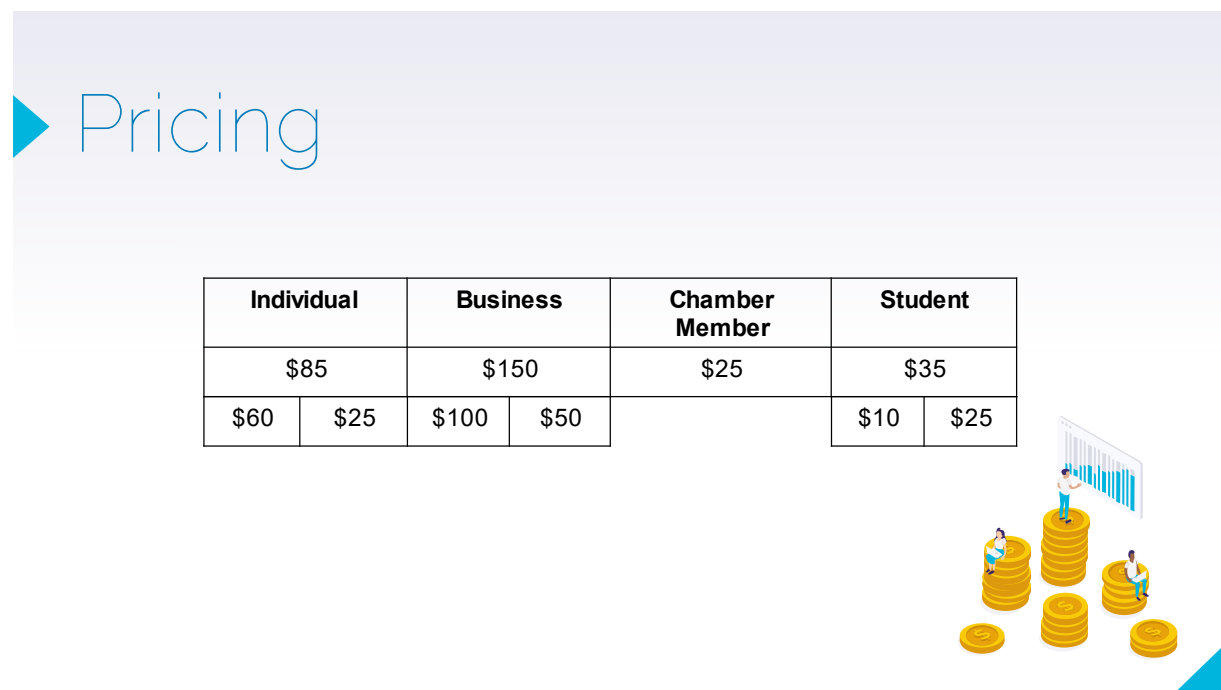 Pricing
Individual Business Chamber Member Student
$85 $150 $25 $35
$60 $25 $100 $50 $10 $25